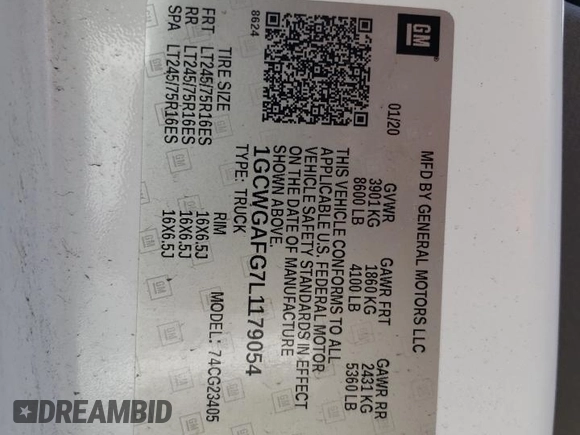 GM
MFD BY GENERAL MOTORS LLC
01/20
GVWR GAWR FRT GAWR RR
3901 KG 1860 KG 2431 KG
8600 LB 4100 LB 5360 LB
THIS VEHICLE CONFORMS TO ALL
APPLICABLE U.S. FEDERAL MOTOR
VEHICLE SAFETY STANDARDS IN EFFECT
ON THE DATE OF MANUFACTURE
SHOWN ABOVE.
1GCWGAFG7L1179054
TYPE: TRUCK
MODEL: 74CG23405
8624
TIRE SIZE RIM
FRT LT245/75R16ES 16X6.5J
RR LT245/75R16ES 16X6.5J
SPA LT245/75R16ES 16X6.5J
DREAMBID